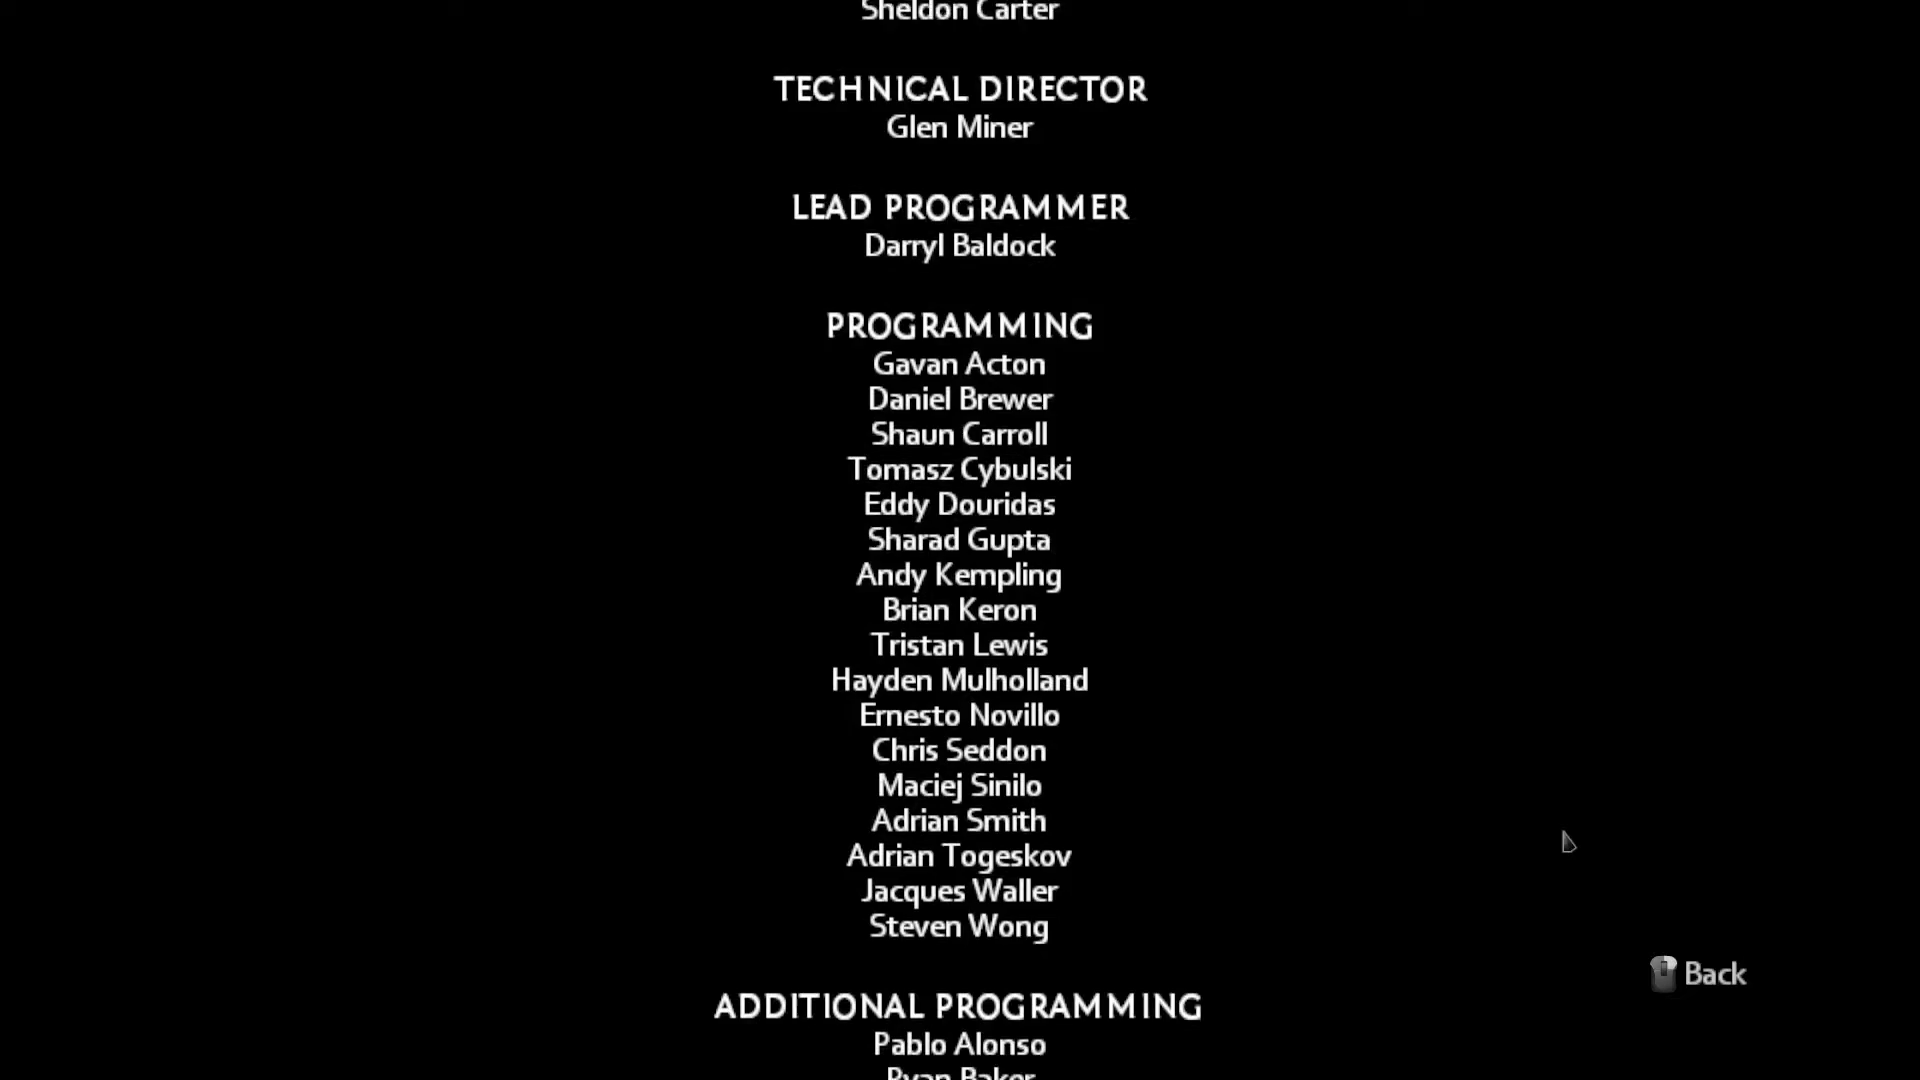 Sheldon Carter
TECHNICAL DIRECTOR
Glen Miner
LEAD PROGRAMMER
Darryl Baldock
PROGRAMMING
Gavan Acton
Daniel Brewer
Shaun Carroll
Tomasz Cybulski
Eddy Douridas
Sharad Gupta
Andy Kempling
Brian Keron
Tristan Lewis
Hayden Mulholland
Ernesto Novillo
Chris Seddon
Maciej Sinilo
Adrian Smith
Adrian Togeskov
Jacques Waller
Steven Wong
Back
ADDITIONAL PROGRAMMING
Pablo Alonso
Ryan Baker